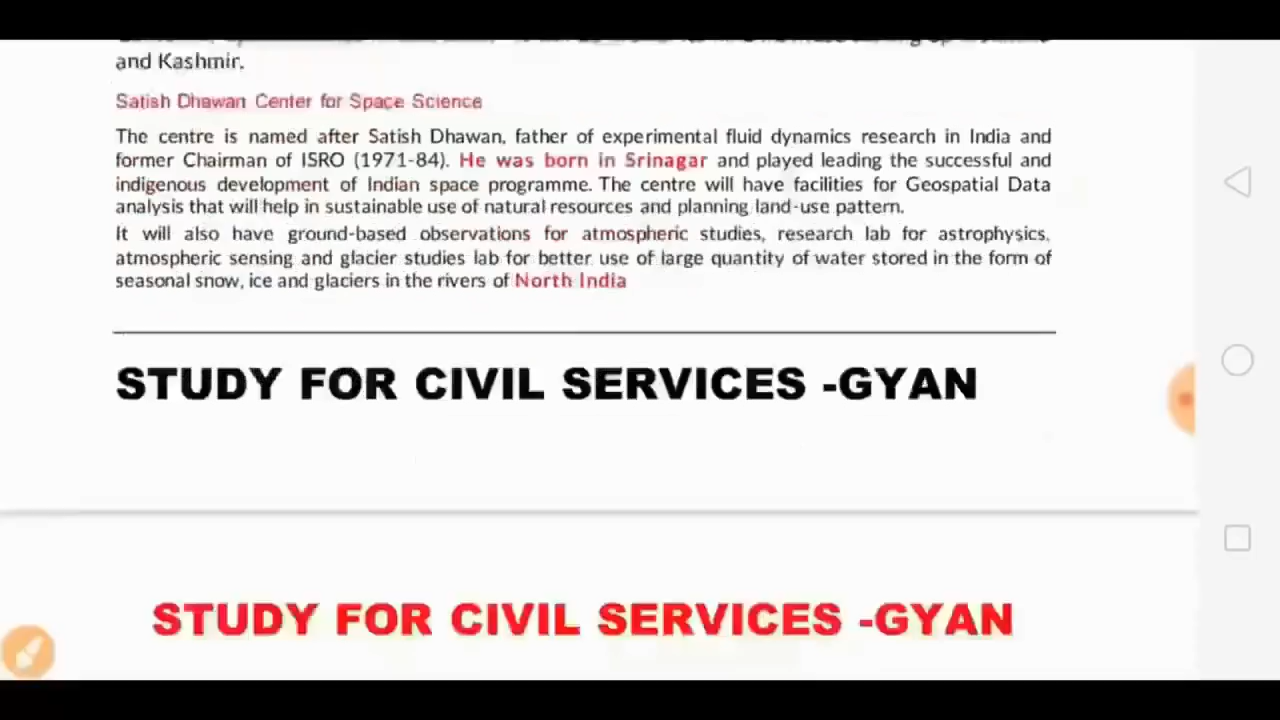 and Kashmir.
Satish Dhawan Center for Space Science
The centre is named after Satish Dhawan, father of experimental fluid dynamics research in India and
former Chairman of ISRO (1971-84). He was born in Srinagar and played leading the successful and
indigenous development of Indian space programme. The centre will have facilities for Geospatial Data
analysis that will help in sustainable use of natural resources and planning land-use pattern.
It will also have ground-based observations for atmospheric studies, research lab for astrophysics,
atmospheric sensing and glacier studies lab for better use of large quantity of water stored in the form of
seasonal snow, ice and glaciers in the rivers of North India
STUDY FOR CIVIL SERVICES -GYAN
STUDY FOR CIVIL SERVICES -GYAN